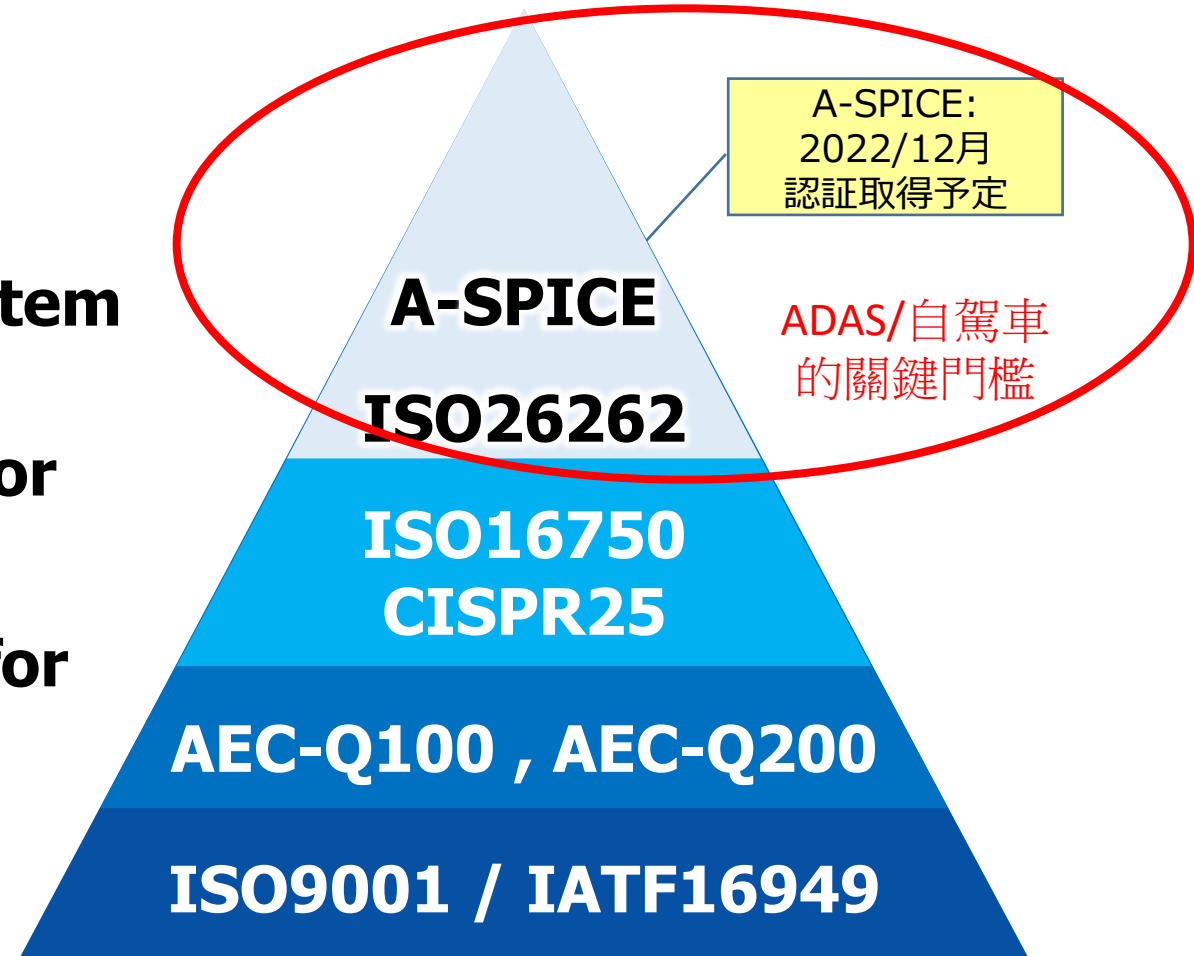 A-SPICE:
2022/12月
認証取得予定
tem
A-SPICE
ADAS/自駕車
的關鍵門檻
ISO26262
or
ISO16750
CISPR25
for
AEC-Q100 , AEC-Q200
ISO9001 / IATF16949